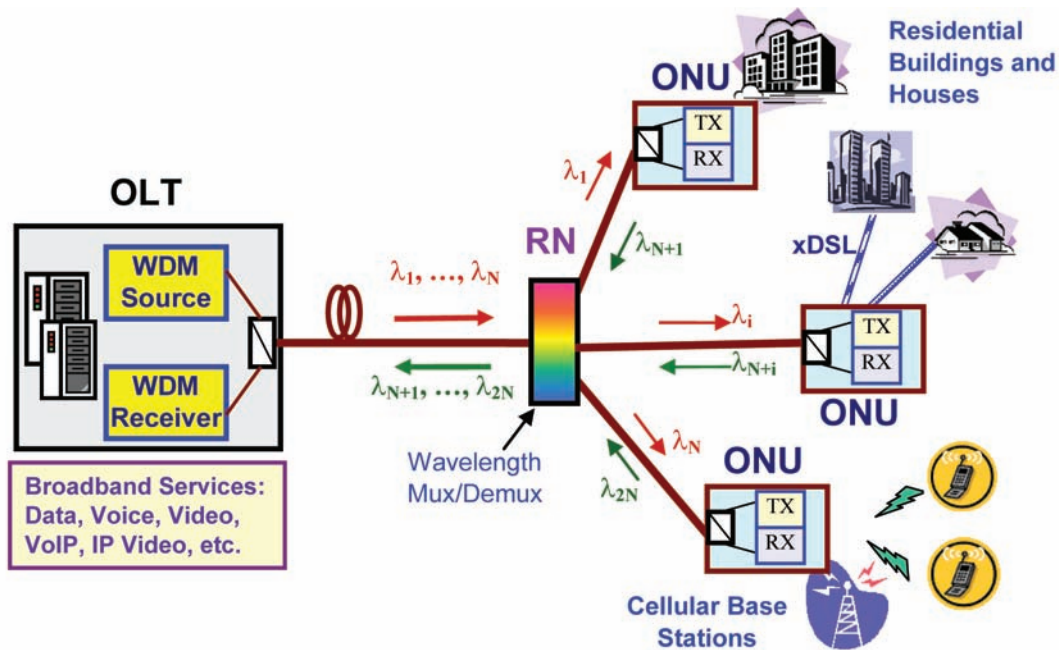 Residential
Buildings and
Houses
ONU
TX
RX
λ1
λN+1
OLT
WDM
Source
WDM
Receiver
λ1, …, λN
λN+1, …, λ2N
RN
xDSL
λi
λN+i
TX
RX
ONU
Wavelength
Mux/Demux
λN
λ2N
ONU
TX
RX
Broadband Services:
Data, Voice, Video,
VoIP, IP Video, etc.
Cellular Base
Stations